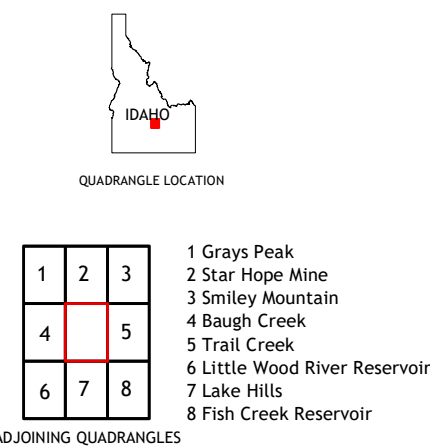 IDAHO
QUADRANGLE LOCATION
1 2 3
4 5
6 7 8
1 Grays Peak
2 Star Hope Mine
3 Smiley Mountain
4 Baugh Creek
5 Trail Creek
6 Little Wood River Reservoir
7 Lake Hills
8 Fish Creek Reservoir
ADJOINING QUADRANGLES